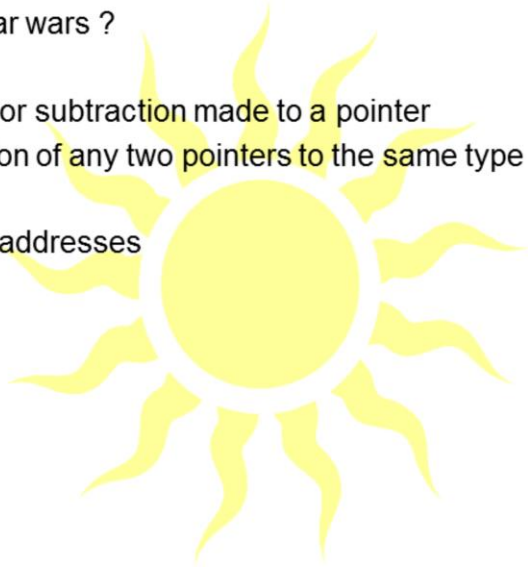 ar wars ?
or subtraction made to a pointer
on of any two pointers to the same type
addresses